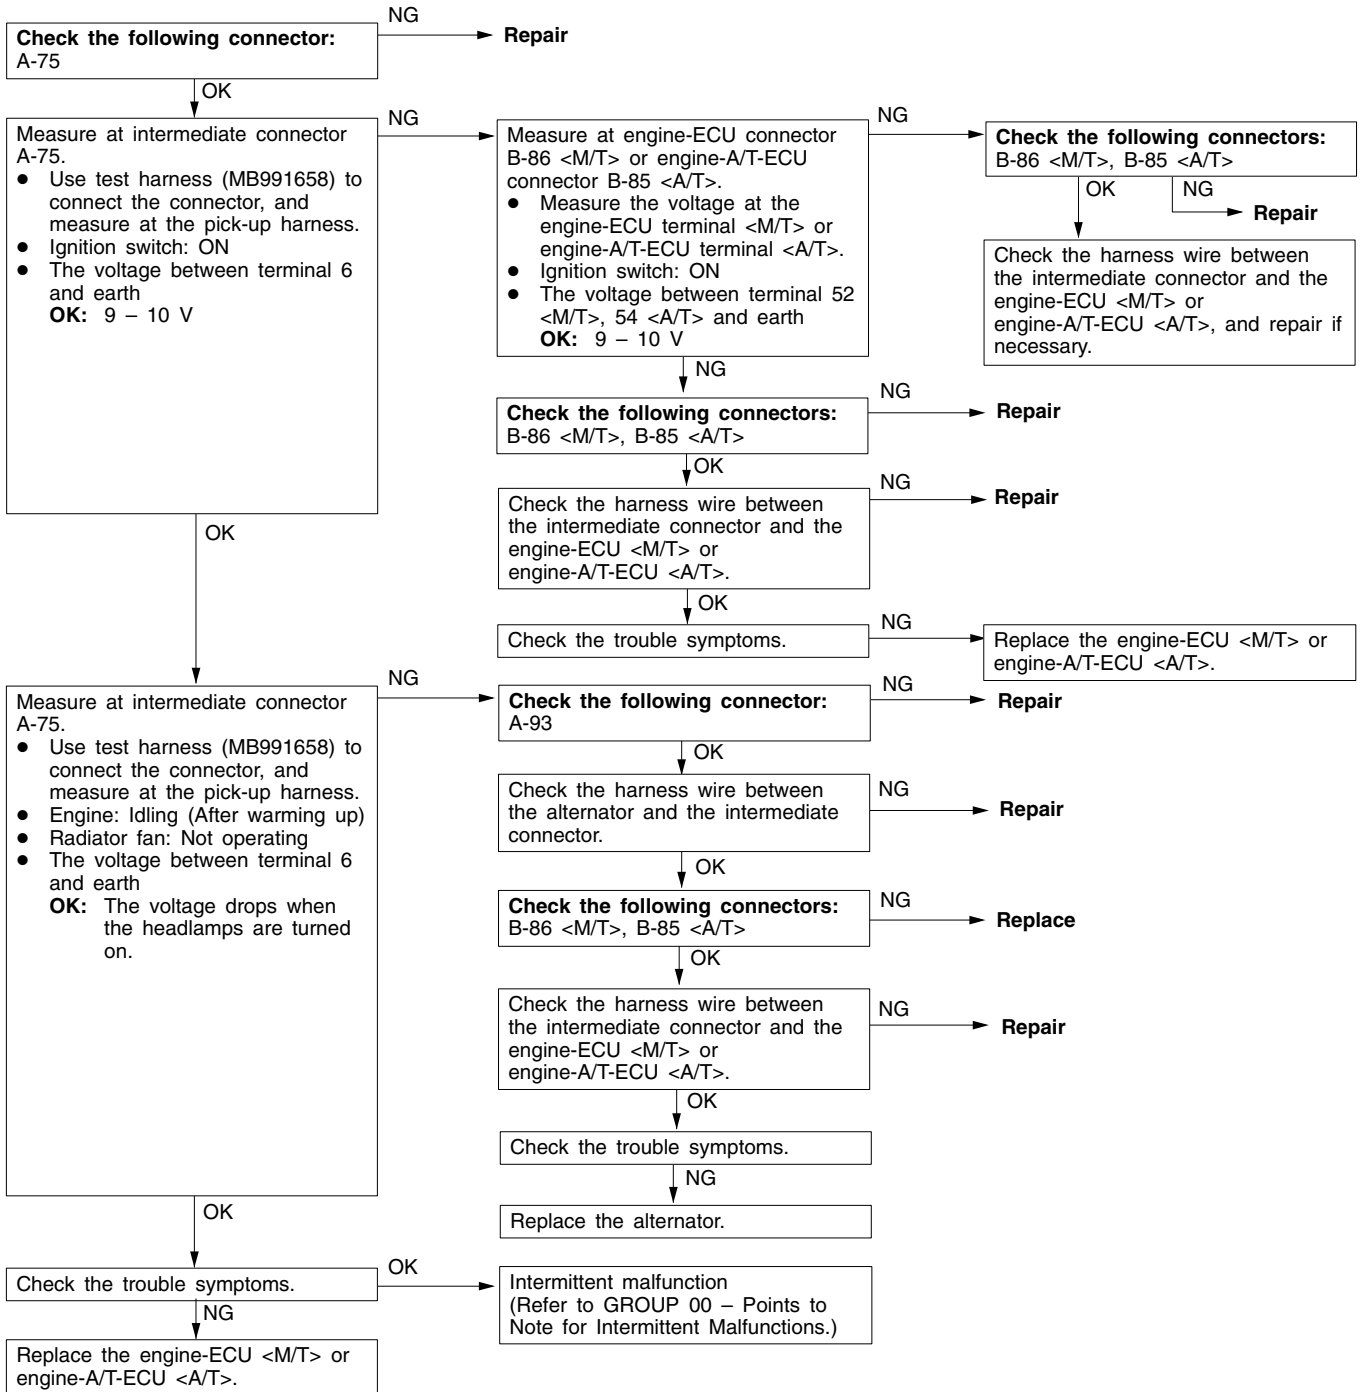 NG
Check the following connector:
A-75
Repair
OK
Measure at intermediate connector
A-75.
● Use test harness (MB991658) to
connect the connector, and
measure at the pick-up harness.
● Ignition switch: ON
● The voltage between terminal 6
and earth
OK: 9 – 10 V
NG
Measure at engine-ECU connector
B-86 <M/T> or engine-A/T-ECU
connector B-85 <A/T>.
● Measure the voltage at the
engine-ECU terminal <M/T> or
engine-A/T-ECU terminal <A/T>.
● Ignition switch: ON
● The voltage between terminal 52
<M/T>, 54 <A/T> and earth
OK: 9 – 10 V
NG
Check the following connectors:
B-86 <M/T>, B-85 <A/T>
OK
NG
Repair
Check the harness wire between
the intermediate connector and the
engine-ECU <M/T> or
engine-A/T-ECU <A/T>, and repair if
necessary.
NG
Check the following connectors:
B-86 <M/T>, B-85 <A/T>
NG
Repair
OK
Check the harness wire between
the intermediate connector and the
engine-ECU <M/T> or
engine-A/T-ECU <A/T>.
NG
Repair
OK
Check the trouble symptoms.
NG
Replace the engine-ECU <M/T> or
engine-A/T-ECU <A/T>.
OK
Measure at intermediate connector
A-75.
● Use test harness (MB991658) to
connect the connector, and
measure at the pick-up harness.
● Engine: Idling (After warming up)
● Radiator fan: Not operating
● The voltage between terminal 6
and earth
OK: The voltage drops when
the headlamps are turned
on.
NG
Check the following connector:
A-93
NG
Repair
OK
Check the harness wire between
the alternator and the intermediate
connector.
NG
Repair
OK
Check the following connectors:
B-86 <M/T>, B-85 <A/T>
NG
Replace
OK
Check the harness wire between
the intermediate connector and the
engine-ECU <M/T> or
engine-A/T-ECU <A/T>.
NG
Repair
OK
Check the trouble symptoms.
NG
Replace the alternator.
OK
Check the trouble symptoms.
OK
Intermittent malfunction
(Refer to GROUP 00 – Points to
Note for Intermittent Malfunctions.)
NG
Replace the engine-ECU <M/T> or
engine-A/T-ECU <A/T>.